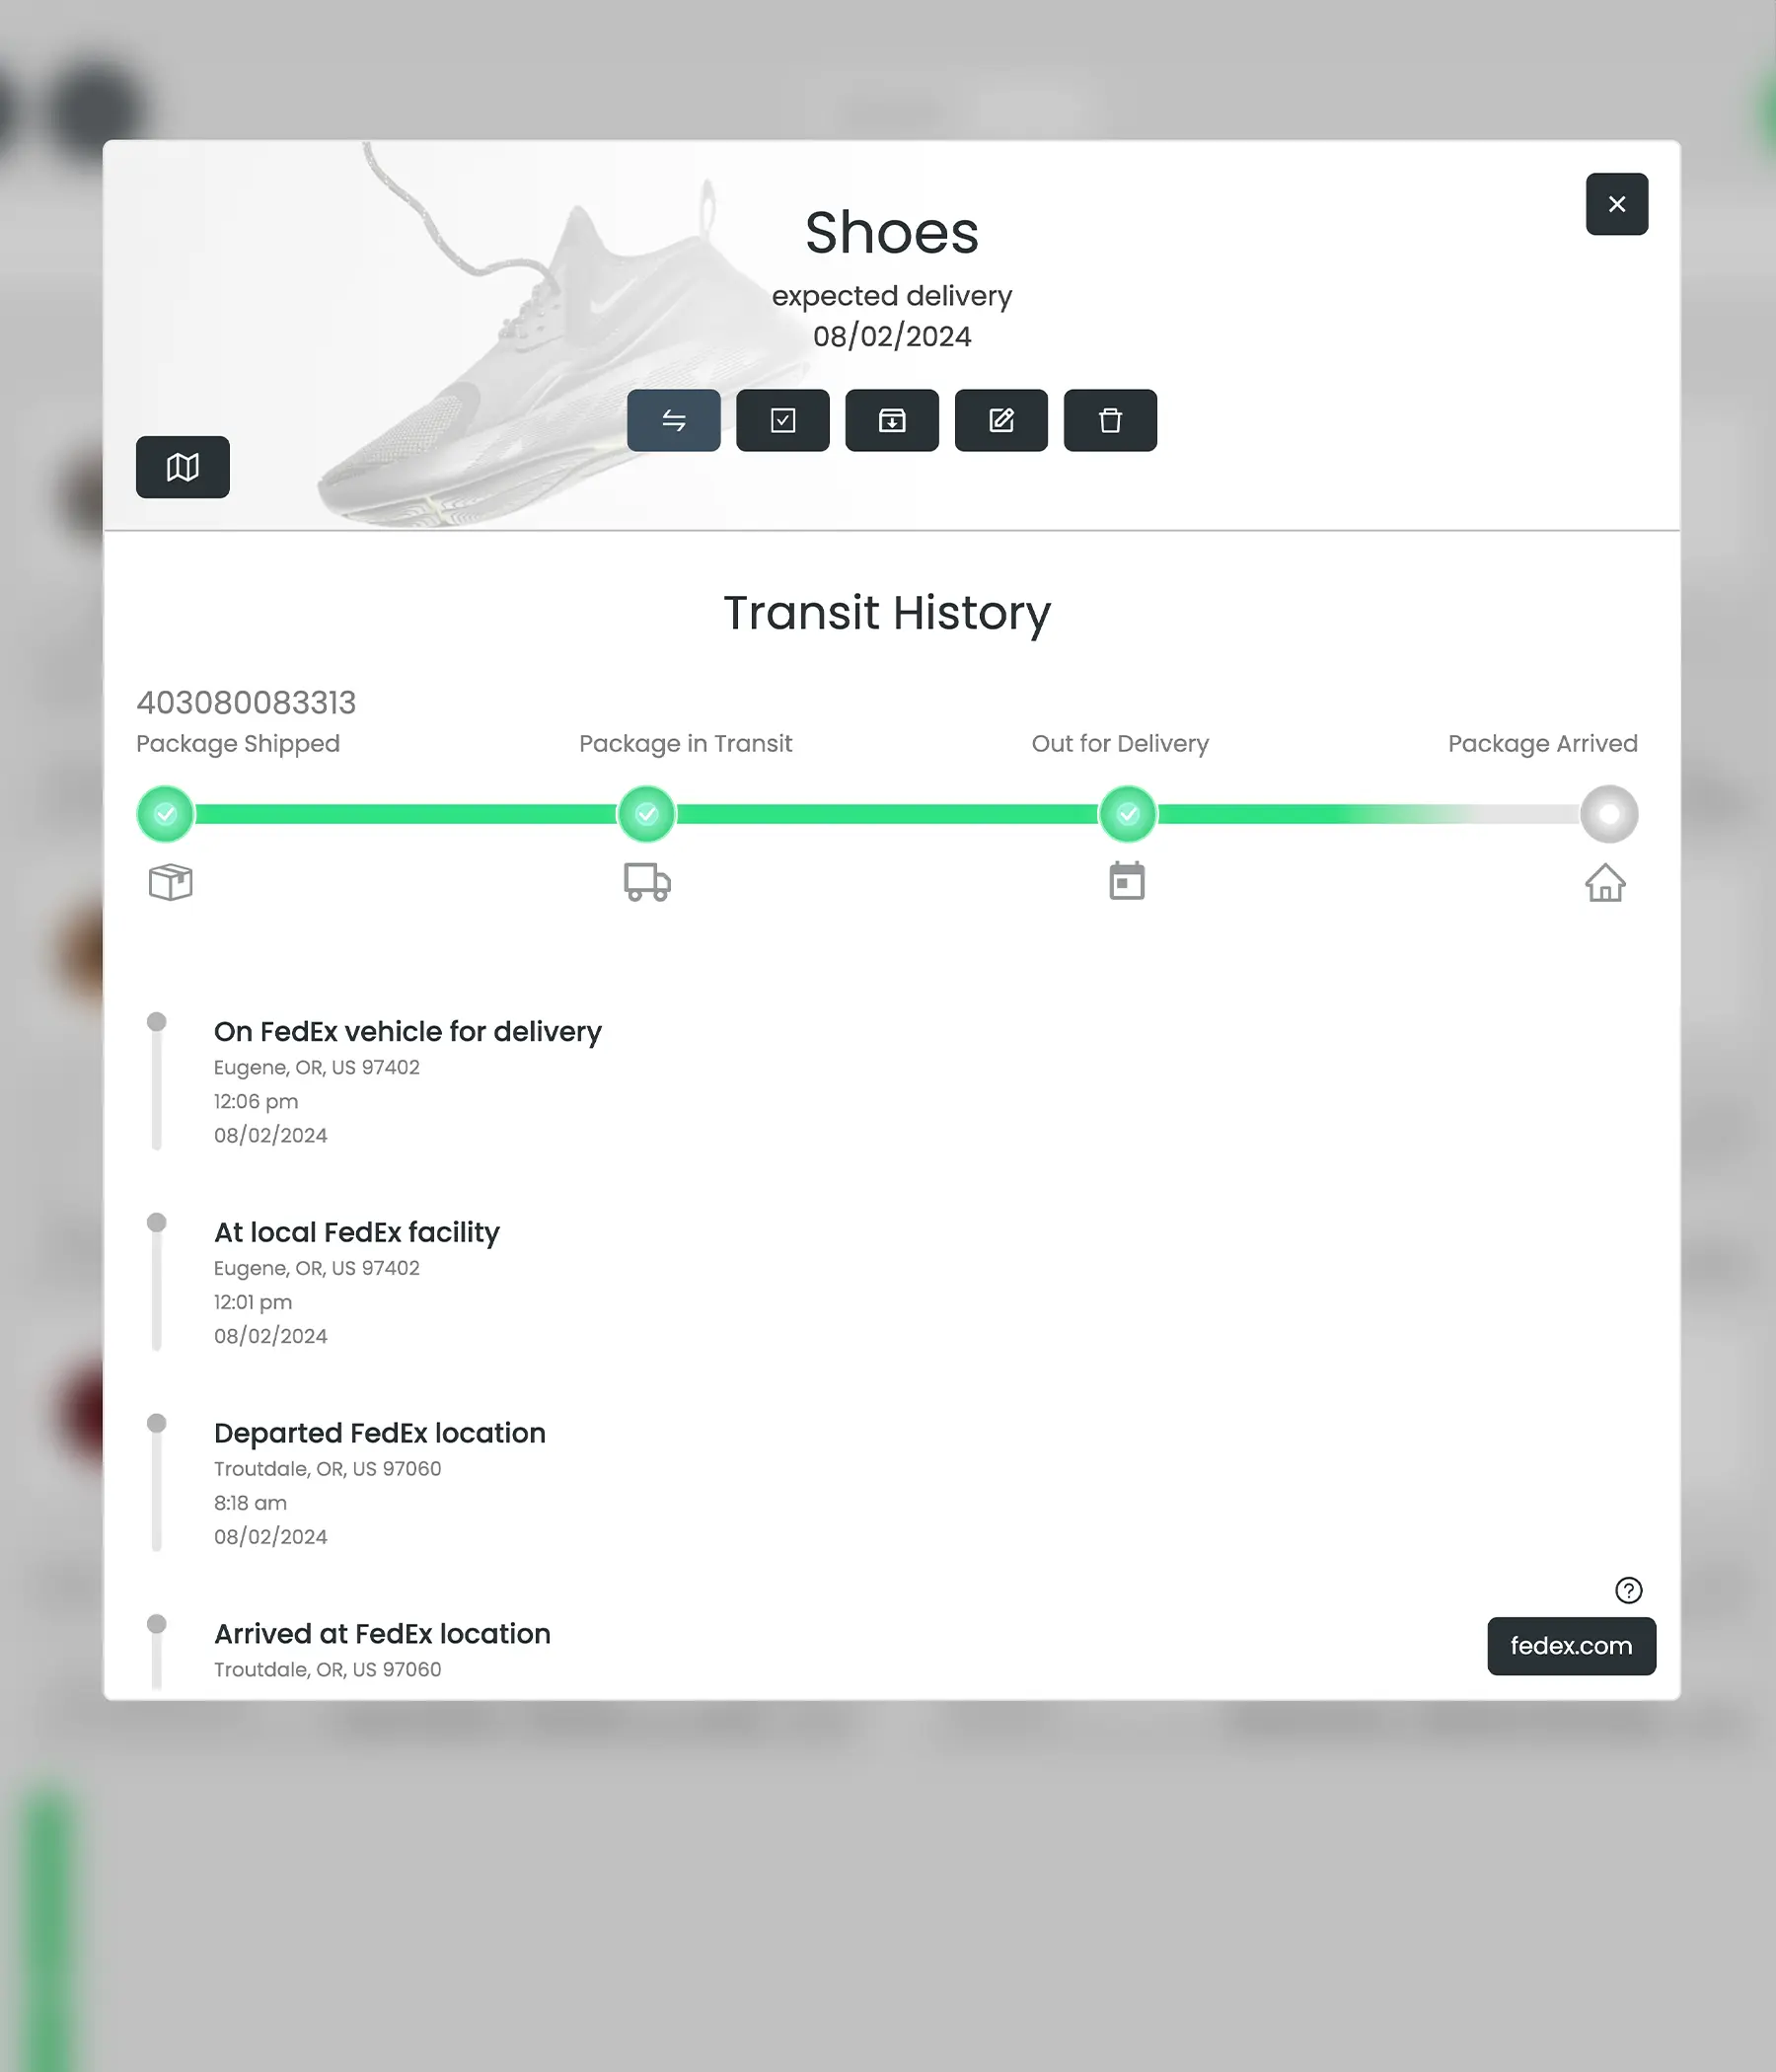 Shoes
expected delivery
08/02/2024
Transit History
403080083313
Package Shipped
Package in Transit
Out for Delivery
Package Arrived
On FedEx vehicle for delivery
Eugene, OR, US 97402
12:06 pm
08/02/2024
At local FedEx facility
Eugene, OR, US 97402
12:01 pm
08/02/2024
Departed FedEx location
Troutdale, OR, US 97060
8:18 am
08/02/2024
Arrived at FedEx location
Troutdale, OR, US 97060
fedex.com